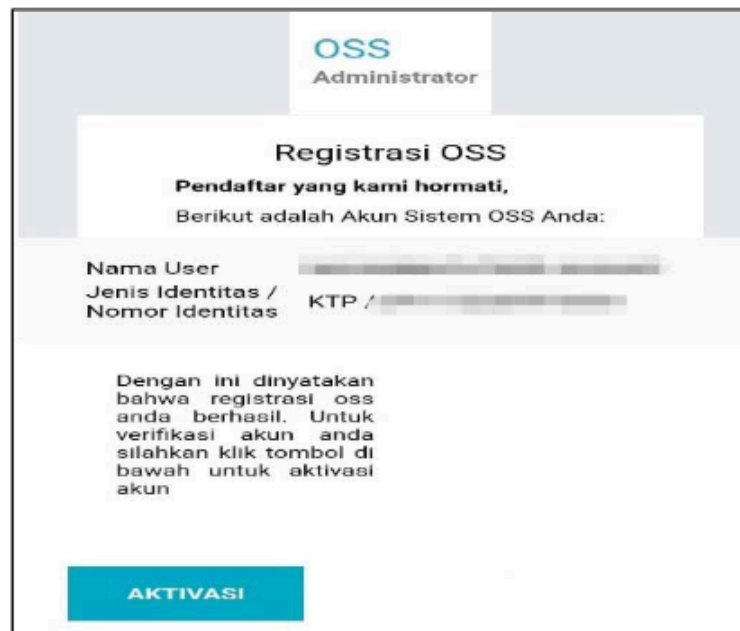 OSS
Administrator
Registrasi OSS
Pendaftar yang kami hormati,
Berikut adalah Akun Sistem OSS Anda:
Nama User
Jenis Identitas /
Nomor Identitas KTP /
Dengan ini dinyatakan
bahwa registrasi oss
anda berhasil. Untuk
verifikasi akun anda
silahkan klik tombol di
bawah untuk aktivasi
akun
AKTIVASI